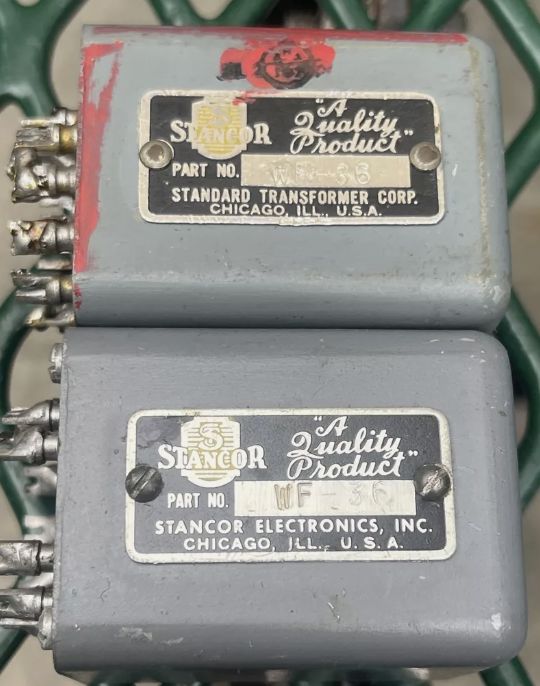 S
STANCOR
"A
Quality
Product"
PART NO. WF-36
STANDARD TRANSFORMER CORP.
CHICAGO, ILL., U.S.A.
S
STANCOR
"A
Quality
Product"
PART NO. WF-36
STANCOR ELECTRONICS, INC.
CHICAGO, ILL., U.S.A.